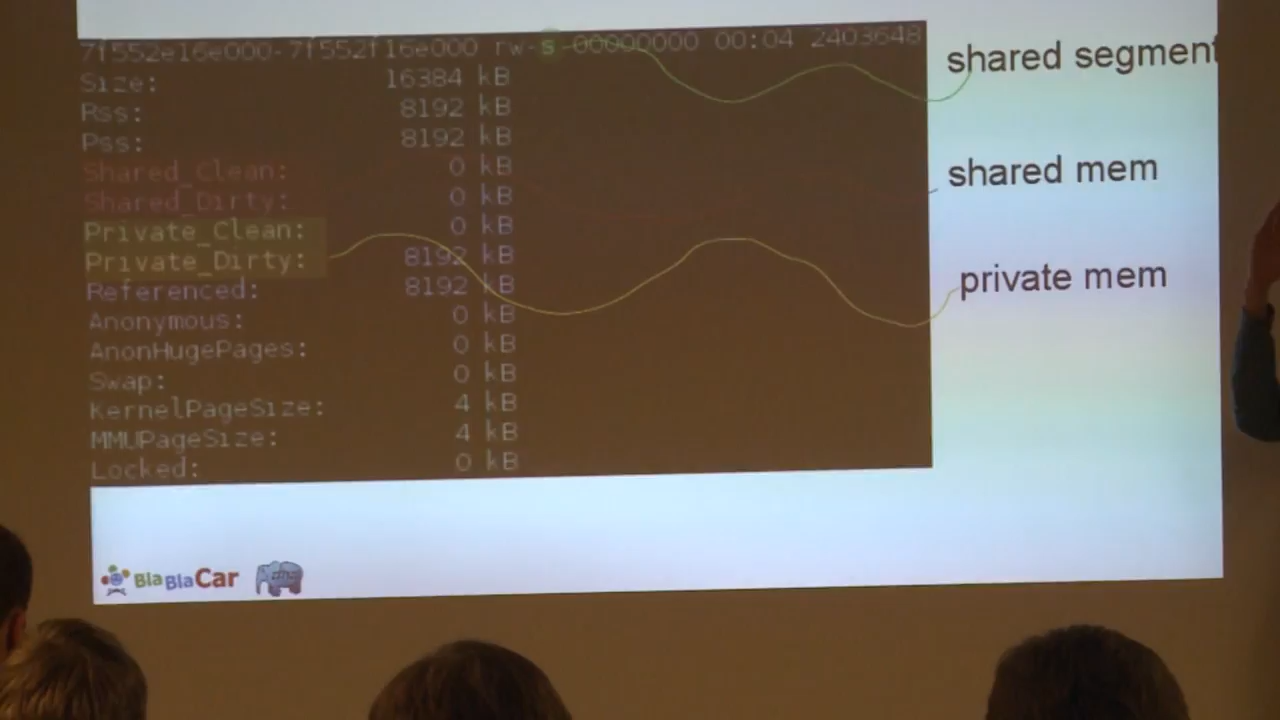 7f552e16e000-7f552f16e000 rw-s-00000000 00:04 2403648
shared segment
Size: 16384 kB
Rss: 8192 kB
Pss: 8192 kB
Shared_Clean: 0 kB
shared mem
Shared_Dirty: 0 kB
Private_Clean: 0 kB
Private_Dirty: 8192 kB
private mem
Referenced: 8192 kB
Anonymous: 0 kB
AnonHugePages: 0 kB
Swap: 0 kB
KernelPageSize: 4 kB
MMUPageSize: 4 kB
Locked: 0 kB
BlaBlaCar php